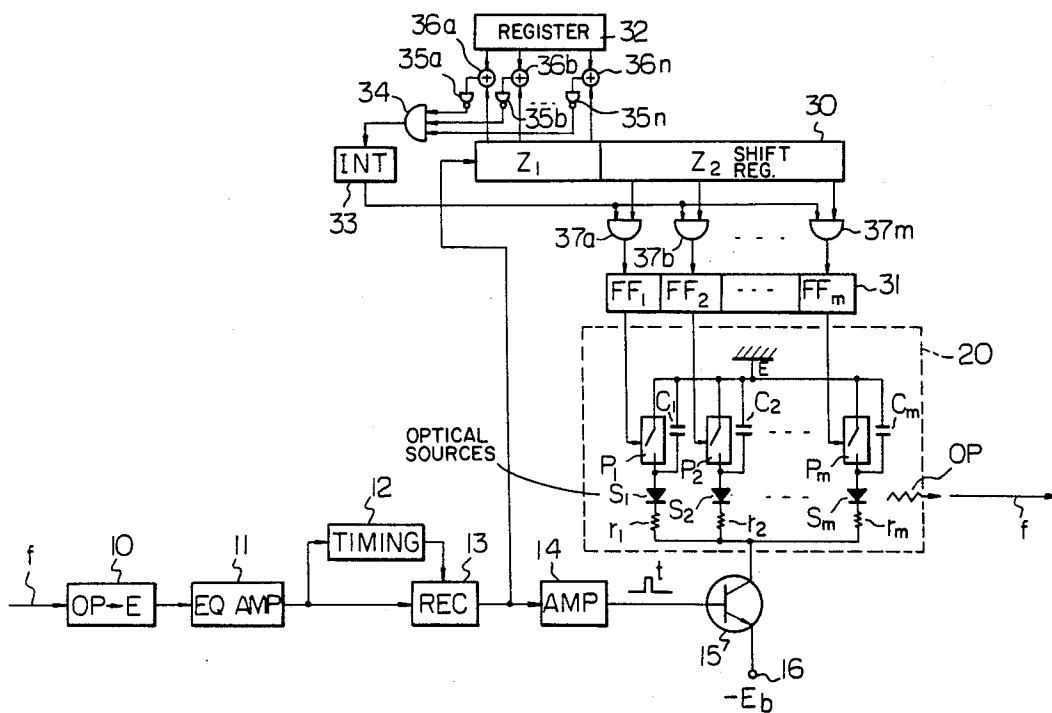 REGISTER
32
36a
36b
36n
35a
35b
35n
34
INT
33
30
Z1
Z2 SHIFT REG.
37a
37b
37m
FF1
FF2
FFm
31
20
E
C1
C2
Cm
P1
P2
Pm
OPTICAL SOURCES
S1
S2
Sm
r1
r2
rm
OP
f
f
10
OP→E
11
EQ AMP
12
TIMING
13
REC
14
AMP
t
15
16
-Eb